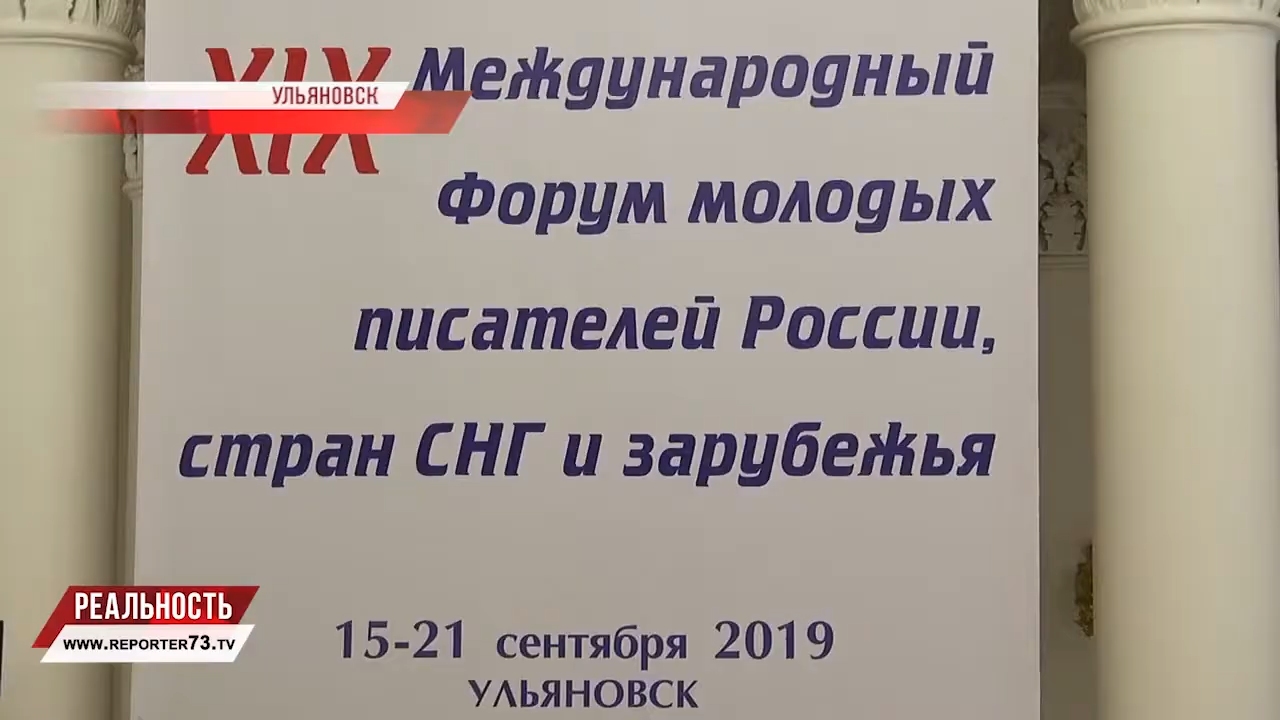 УЛЬЯНОВСК
XIX Международный
Форум молодых
писателей России,
стран СНГ и зарубежья
15-21 сентября 2019
УЛЬЯНОВСК
РЕАЛЬНОСТЬ
WWW.REPORTER73.TV